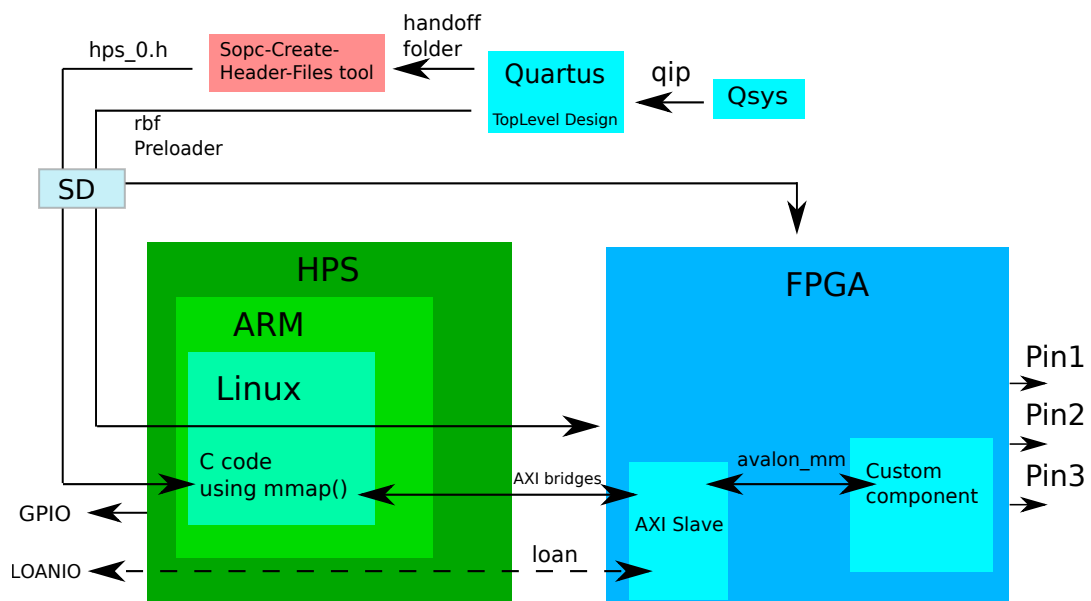 handoff
folder
hps_0.h
Sopc-Create-
Header-Files tool
Quartus
TopLevel Design
qip
Qsys
rbf
Preloader
SD
HPS
FPGA
ARM
Linux
C code
using mmap()
AXI bridges
avalon_mm
Custom
component
AXI Slave
Pin1
Pin2
Pin3
GPIO
LOANIO
loan